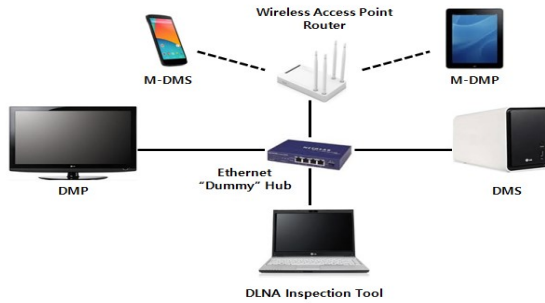 Wireless Access Point
Router
M-DMS
M-DMP
DMP
Ethernet
"Dummy" Hub
DMS
DLNA Inspection Tool